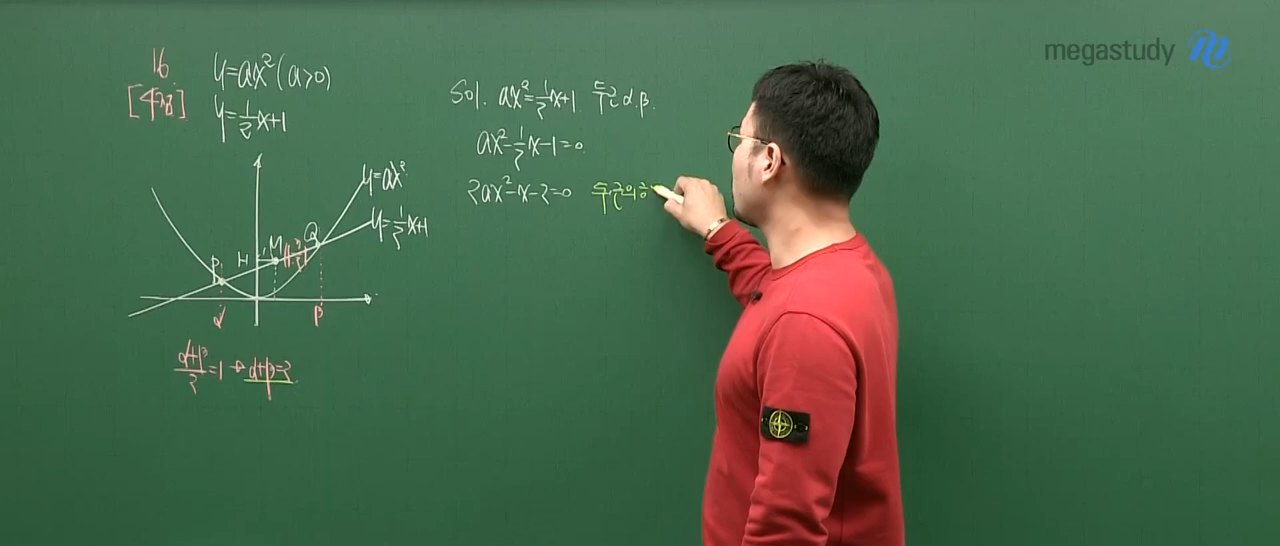 megastudy
16
[4점]
y=ax²(a>0)
y=½x+1
y=ax²
y=½x+1
P
H
M
Q
α
β
(α+β)/2=1→α+β=2
Sol. ax²=½x+1 두근 α.β.
ax²-½x-1=0
2ax²-x-2=0 두근의